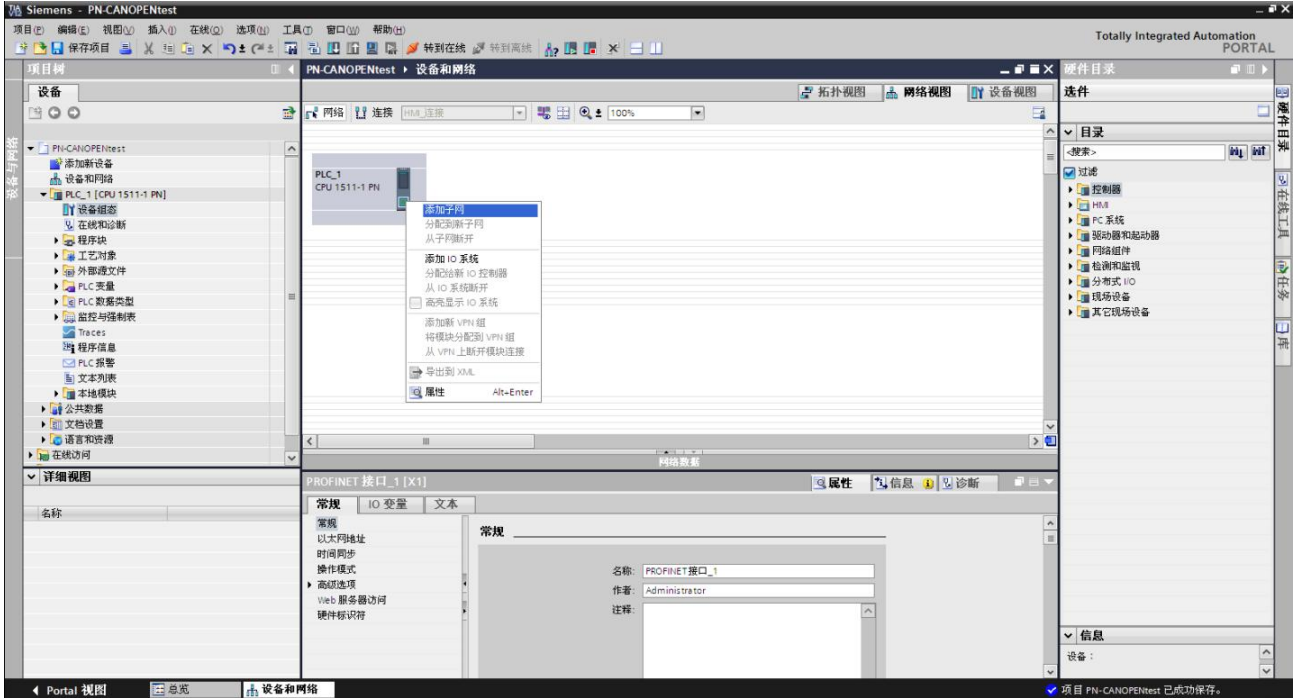 Siemens - PN-CANOPENtest
项目(P) 编辑(E) 视图(V) 插入(I) 在线(O) 选项(N) 工具(T) 窗口(W) 帮助(H)
保存项目 转到在线 转到离线
Totally Integrated Automation
PORTAL
项目树
PN-CANOPENtest 设备和网络
硬件目录
设备
拓扑视图 网络视图 设备视图
选件
网络 连接 HMI_连接 100%
PN-CANOPENtest
添加新设备
设备和网络
PLC_1 [CPU 1511-1 PN]
设备组态
在线和诊断
程序块
工艺对象
外部源文件
PLC 变量
PLC 数据类型
监控与强制表
Traces
程序信息
PLC 报警
文本列表
本地模块
公共数据
文档设置
语言和资源
在线访问
详细视图
名称
设备与网络
PLC_1
CPU 1511-1 PN
添加子网
分配到新子网
从子网断开
添加 IO 系统
分配给新 IO 控制器
从 IO 系统断开
高亮显示 IO 系统
添加新 VPN 组
将模块分配到 VPN 组
从 VPN 上断开模块连接
导出到 XML
属性 Alt+Enter
网络数据
PROFINET 接口_1 [X1]
属性 信息 诊断
常规 IO 变量 文本
常规
以太网地址
时间同步
操作模式
高级选项
Web 服务器访问
硬件标识符
常规
名称: PROFINET接口_1
作者: Administrator
注释:
目录
<搜索>
过滤
控制器
HMI
PC 系统
驱动器和起动器
网络组件
检测和监视
分布式 I/O
现场设备
其它现场设备
信息
设备:
硬件目录
在线工具
任务
库
Portal 视图 总览 设备和网络
项目 PN-CANOPENtest 已成功保存。